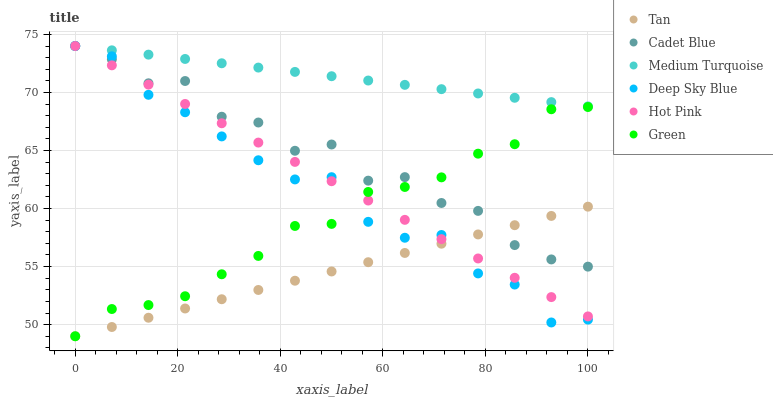 title
Tan
Cadet Blue
Medium Turquoise
Deep Sky Blue
Hot Pink
Green
yaxis_label
75
70
65
60
55
50
0 20 40 60 80 100
xaxis_label